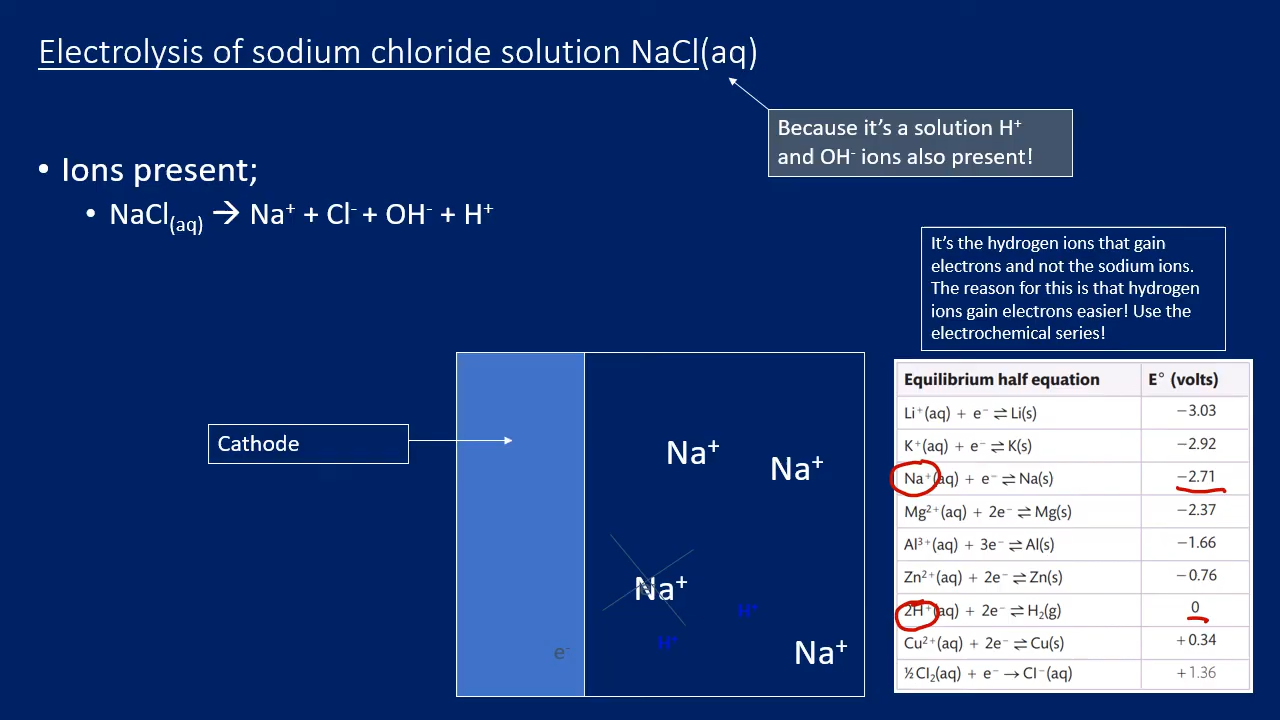 Electrolysis of sodium chloride solution NaCl(aq)
Because it’s a solution H⁺
and OH⁻ ions also present!
• Ions present;
• NaCl₍aq₎ → Na⁺ + Cl⁻ + OH⁻ + H⁺
It’s the hydrogen ions that gain
electrons and not the sodium ions.
The reason for this is that hydrogen
ions gain electrons easier! Use the
electrochemical series!
Cathode
Na⁺
Na⁺
Na⁺
H⁺
H⁺
e⁻
Na⁺
Equilibrium half equation E° (volts)
Li⁺(aq) + e⁻ ⇌ Li(s) −3.03
K⁺(aq) + e⁻ ⇌ K(s) −2.92
Na⁺(aq) + e⁻ ⇌ Na(s) −2.71
Mg²⁺(aq) + 2e⁻ ⇌ Mg(s) −2.37
Al³⁺(aq) + 3e⁻ ⇌ Al(s) −1.66
Zn²⁺(aq) + 2e⁻ ⇌ Zn(s) −0.76
2H⁺(aq) + 2e⁻ ⇌ H₂(g) 0
Cu²⁺(aq) + 2e⁻ ⇌ Cu(s) +0.34
½Cl₂(aq) + e⁻ → Cl⁻(aq) +1.36